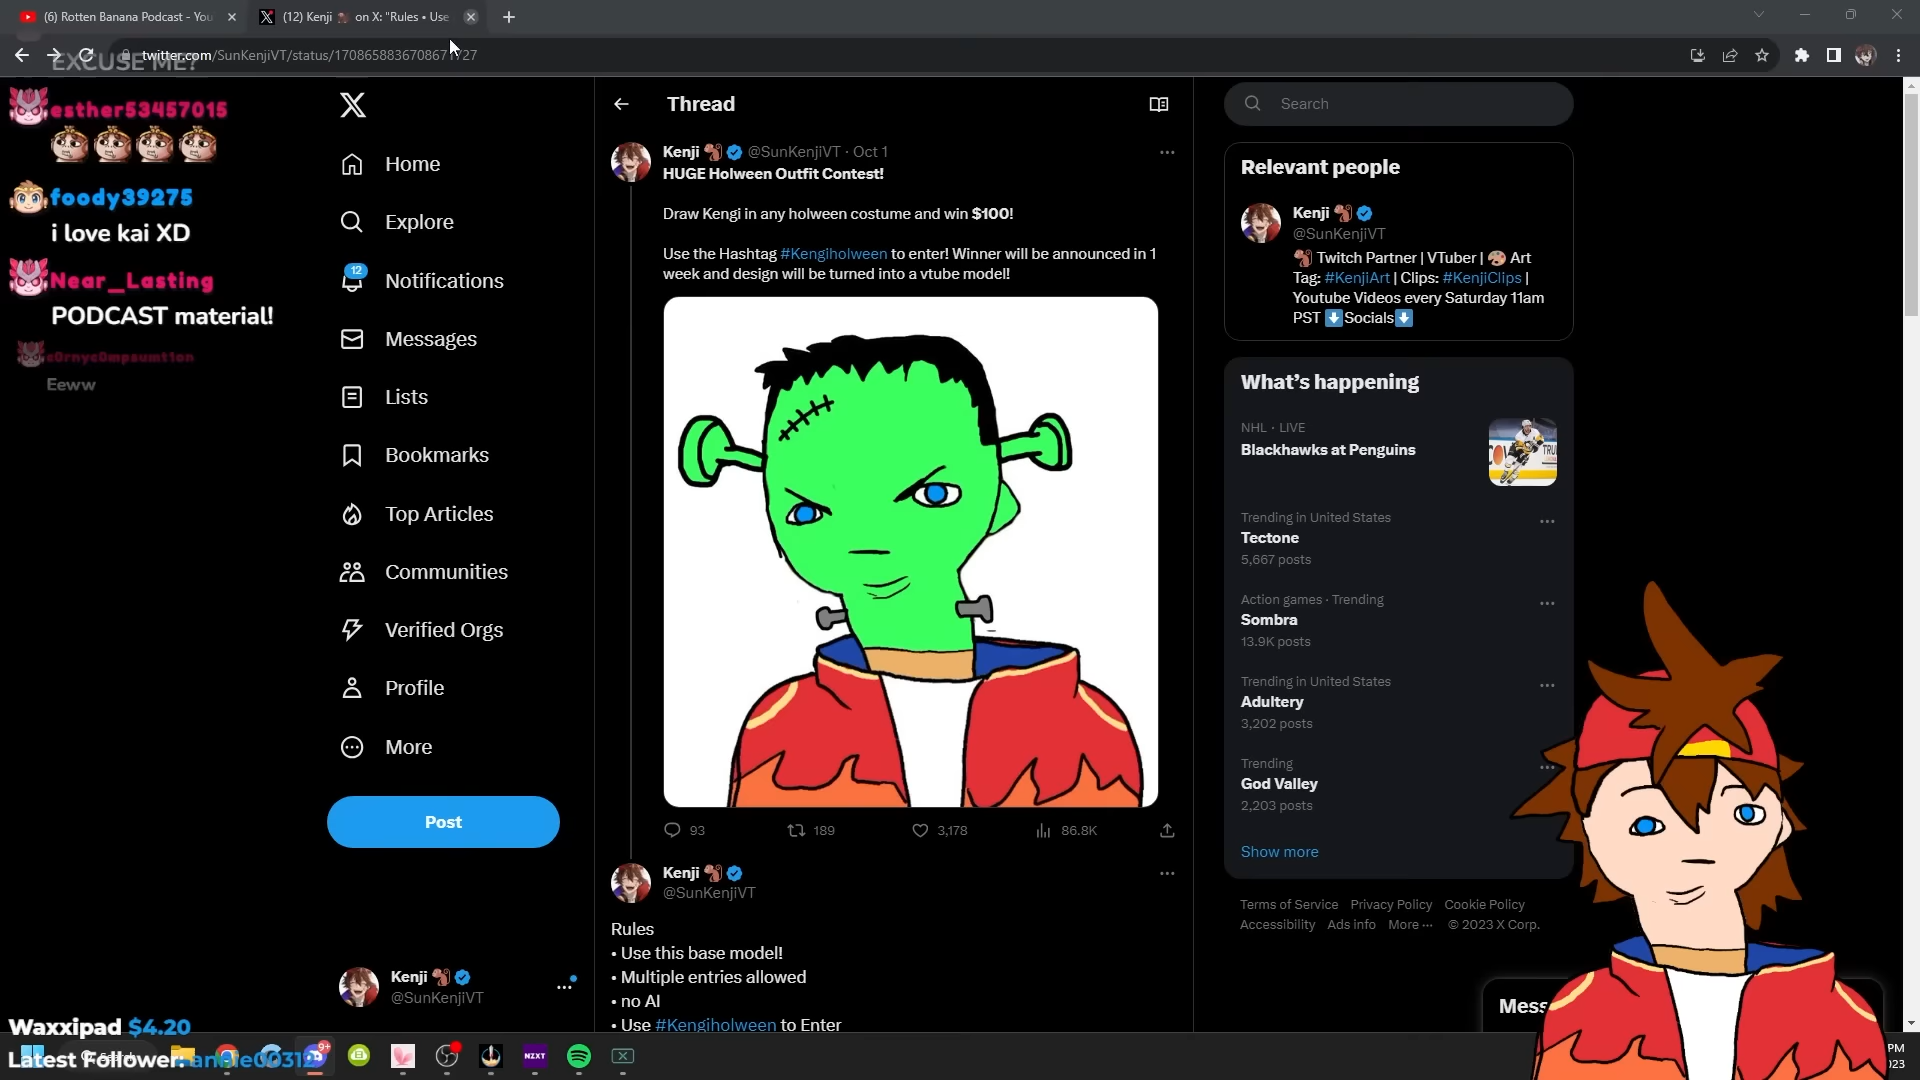 (6) Rotten Banana Podcast - You
(12) Kenji on X: "Rules • Use
twitter.com/SunKenjiVT/status/1708658836708671727
EXCUSE ME?
esther53457015
foody39275
i love kai XD
Near_Lasting
PODCAST material!
Eeww
Home
Explore
12
Notifications
Messages
Lists
Bookmarks
Top Articles
Communities
Verified Orgs
Profile
More
Post
Kenji
@SunKenjiVT
Waxxipad $4.20
Latest Follower:
Thread
Kenji @SunKenjiVT · Oct 1
HUGE Holween Outfit Contest!
Draw Kengi in any holween costume and win $100!
Use the Hashtag #Kengiholween to enter! Winner will be announced in 1
week and design will be turned into a vtube model!
93 189 3,178 86.8K
Kenji
@SunKenjiVT
Rules
• Use this base model!
• Multiple entries allowed
• no AI
• Use #Kengiholween to Enter
Search
Relevant people
Kenji
@SunKenjiVT
Twitch Partner | VTuber | Art
Tag: #KenjiArt | Clips: #KenjiClips |
Youtube Videos every Saturday 11am
PST Socials
What's happening
NHL · LIVE
Blackhawks at Penguins
Trending in United States
Tectone
5,667 posts
Action games · Trending
Sombra
13.9K posts
Trending in United States
Adultery
3,202 posts
Trending
God Valley
2,203 posts
Show more
Terms of Service Privacy Policy Cookie Policy
Accessibility Ads info More ··· © 2023 X Corp.
Mess
9+
NZXT
PM